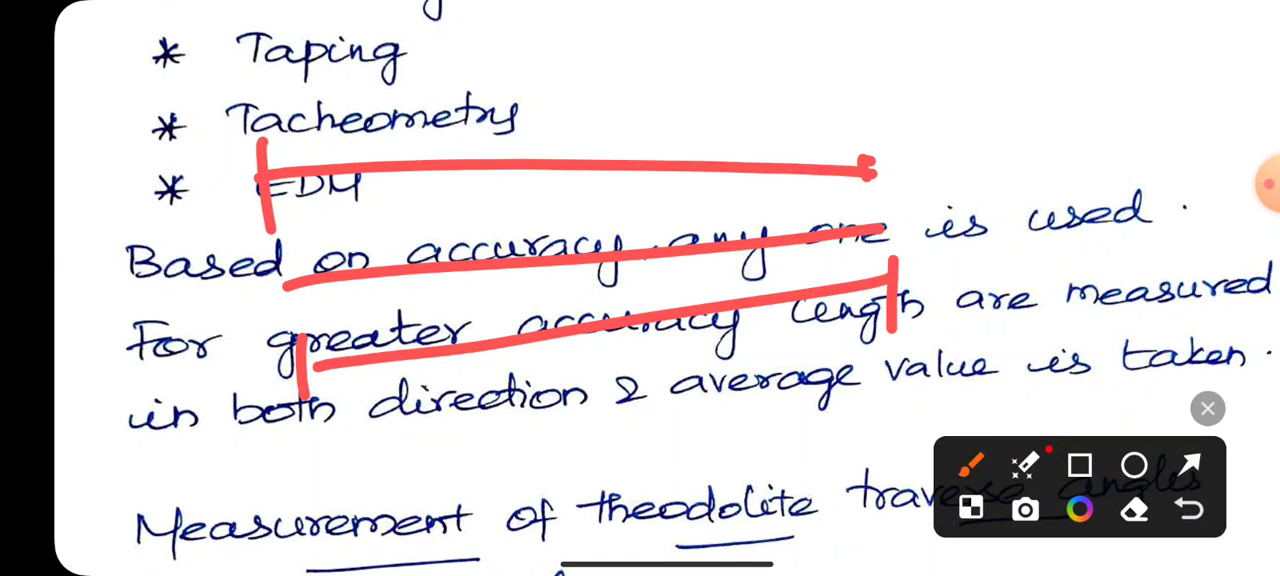 * Taping
* Tacheometry
* EDM
Based on accuracy any one is used.
For greater accuracy length are measured
in both direction & average value is taken.
Measurement of theodolite traverse angles